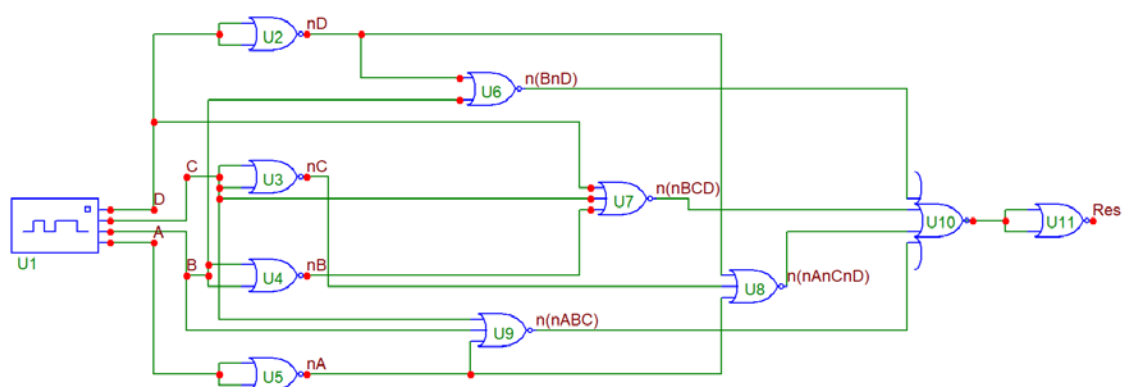 U2
nD
U6
n(BnD)
C
U3
nC
U7
n(nBCD)
D
A
U1
U10
U11
Res
B
U4
nB
U8
n(nAnCnD)
U9
n(nABC)
U5
nA